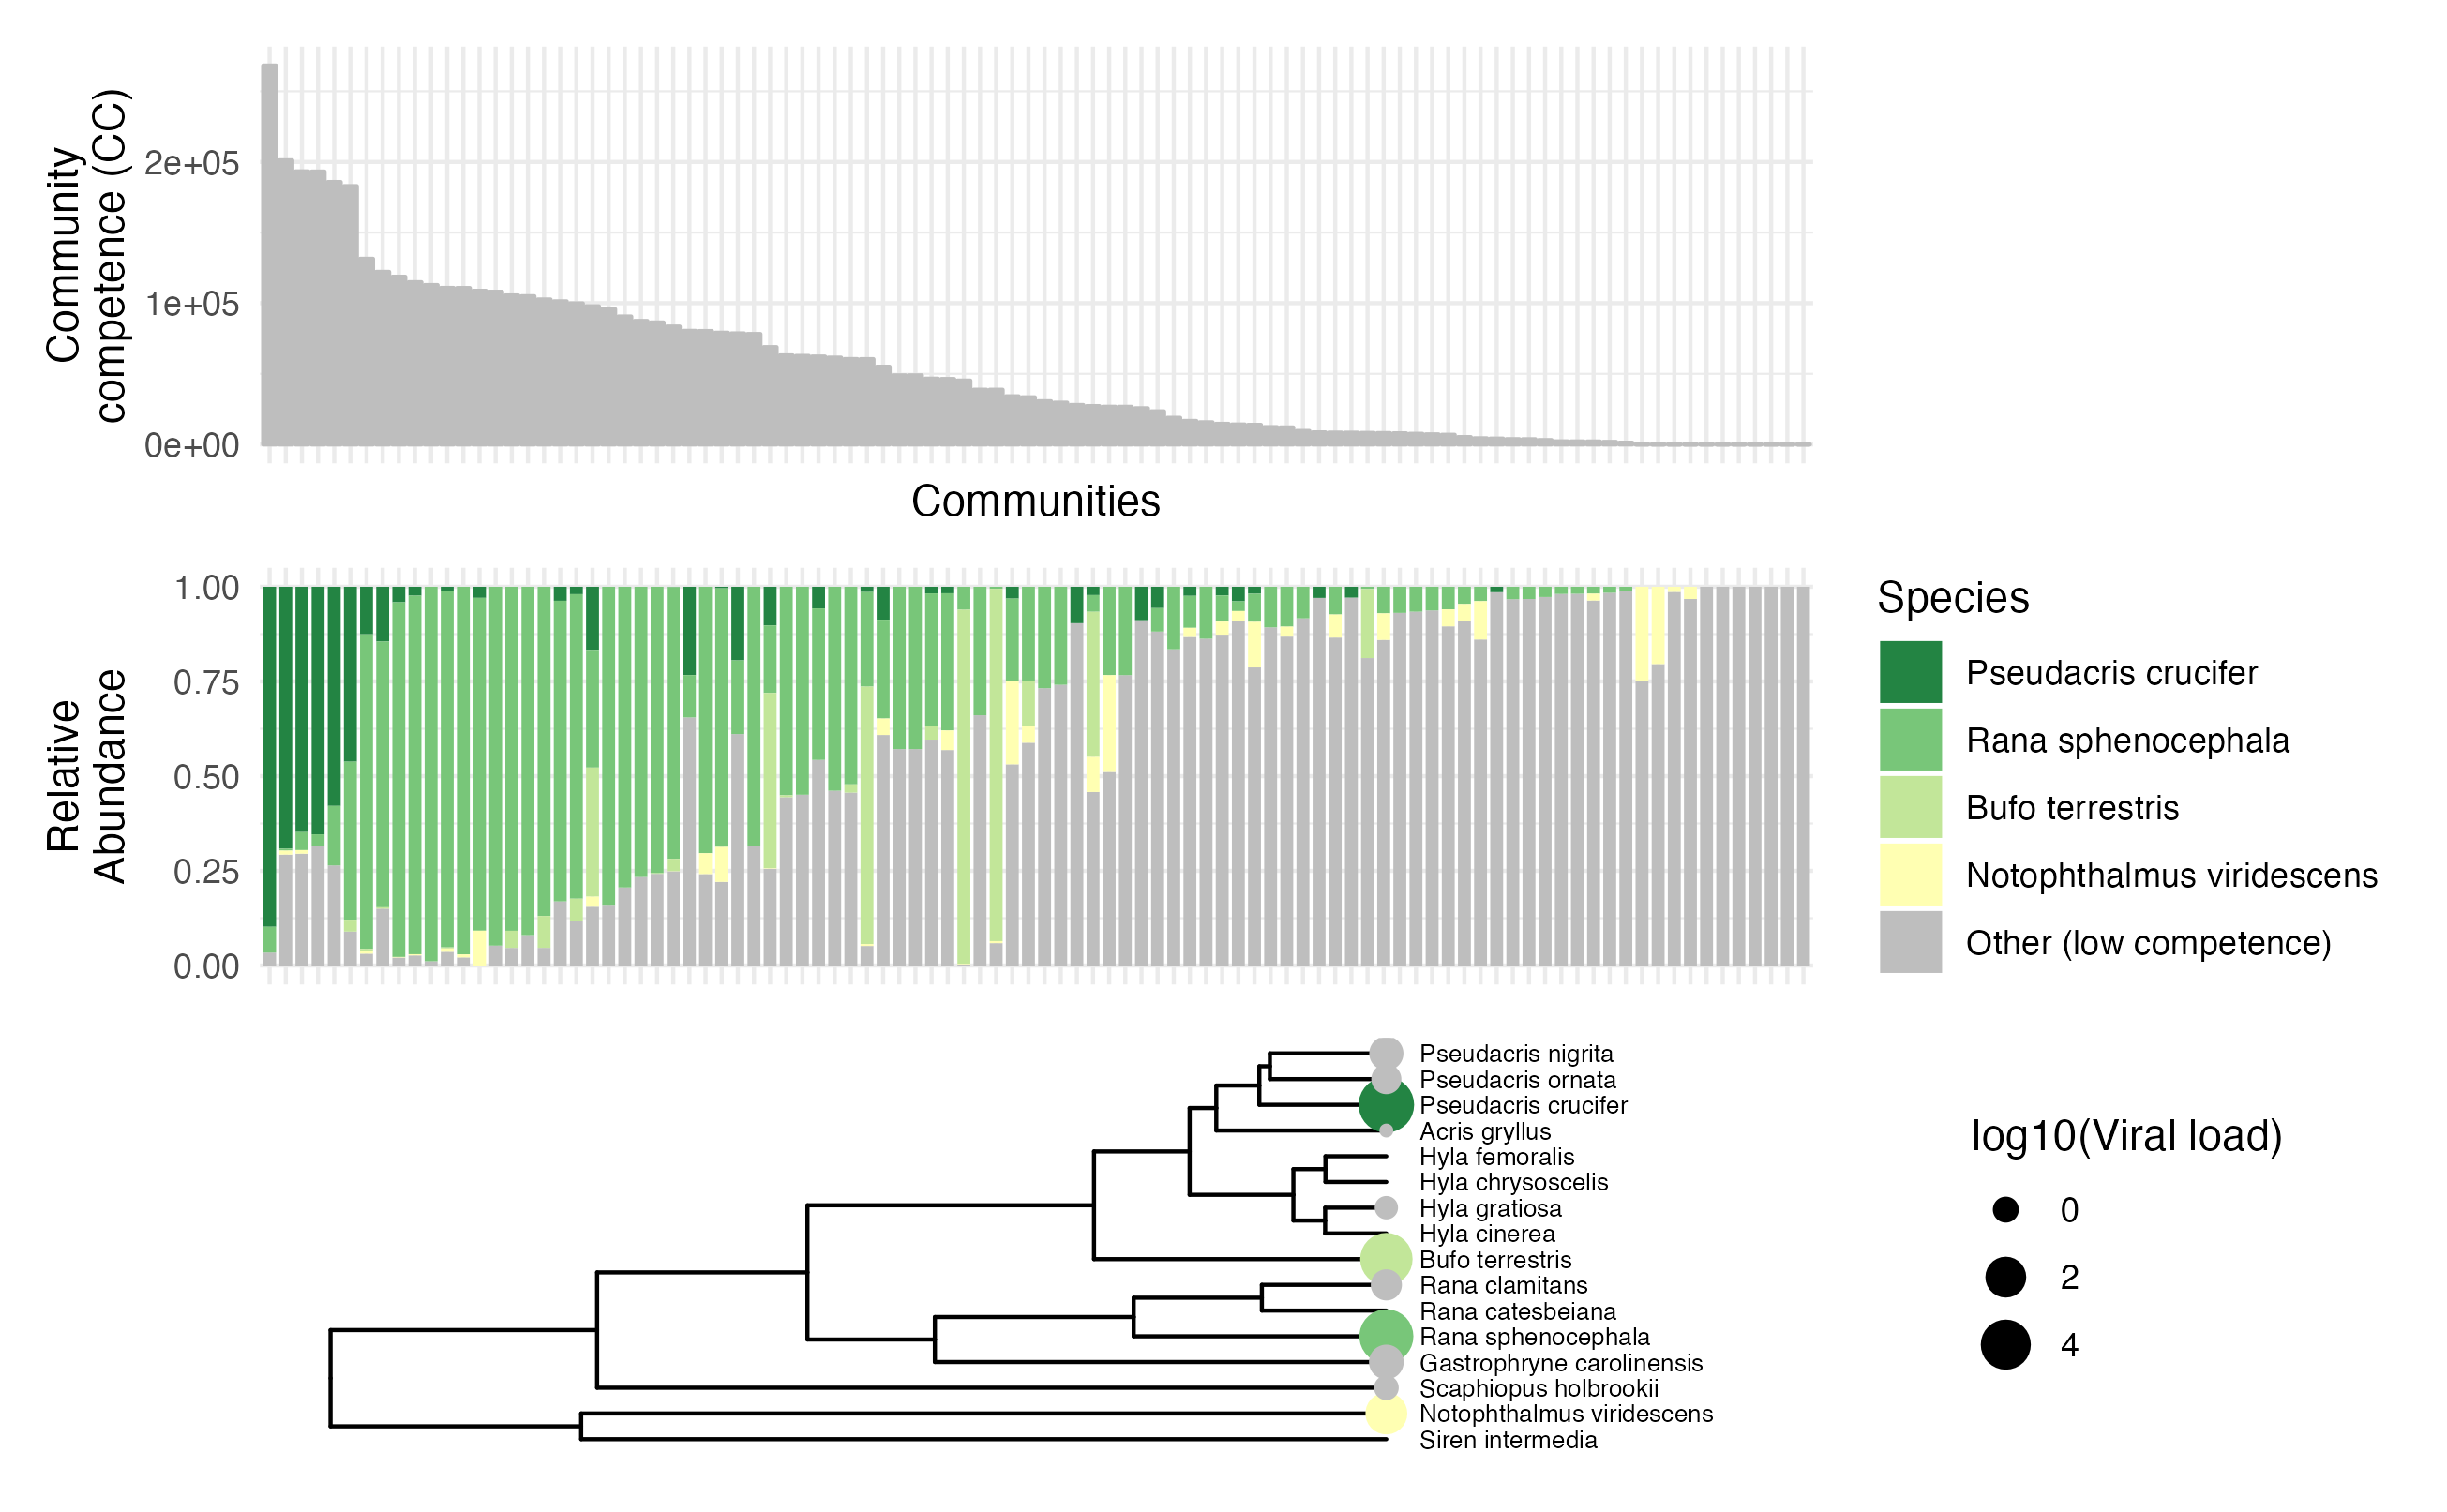 Community
competence (CC)
2e+05
1e+05
0e+00
Communities
Relative
Abundance
1.00
0.75
0.50
0.25
0.00
Species
Pseudacris crucifer
Rana sphenocephala
Bufo terrestris
Notophthalmus viridescens
Other (low competence)
Pseudacris nigrita
Pseudacris ornata
Pseudacris crucifer
Acris gryllus
Hyla femoralis
Hyla chrysoscelis
Hyla gratiosa
Hyla cinerea
Bufo terrestris
Rana clamitans
Rana catesbeiana
Rana sphenocephala
Gastrophryne carolinensis
Scaphiopus holbrookii
Notophthalmus viridescens
Siren intermedia
log10(Viral load)
0
2
4